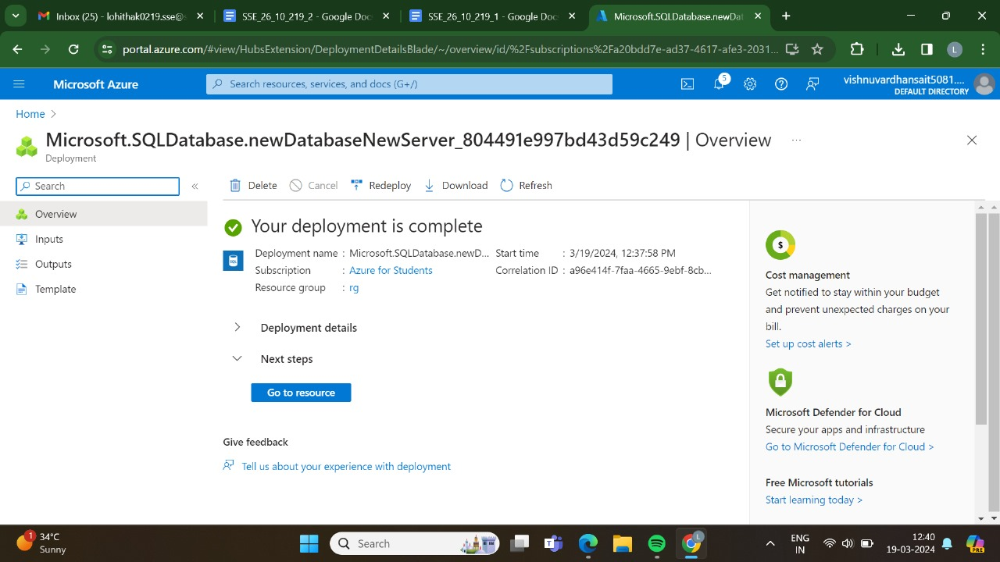 Inbox (25) - lohithak0219.sse@s
SSE_26_10_219_2 - Google Doc
SSE_26_10_219_1 - Google Doc
Microsoft.SQLDatabase.newDat
portal.azure.com/#view/HubsExtension/DeploymentDetailsBlade/~/overview/id/%2Fsubscriptions%2Fa20bdd7e-ad37-4617-afe3-2031...
L
Microsoft Azure
Search resources, services, and docs (G+/)
5
vishnuvardhansait5081....
DEFAULT DIRECTORY
Home >
Microsoft.SQLDatabase.newDatabaseNewServer_804491e997bd43d59c249 | Overview ...
Deployment
Search
«
Delete
Cancel
Redeploy
Download
Refresh
Overview
Inputs
Outputs
Template
Your deployment is complete
Deployment name : Microsoft.SQLDatabase.newD...
Subscription : Azure for Students
Resource group : rg
Start time : 3/19/2024, 12:37:58 PM
Correlation ID : a96e414f-7faa-4665-9ebf-8cb...
Deployment details
Next steps
Go to resource
Give feedback
Tell us about your experience with deployment
$
Cost management
Get notified to stay within your budget
and prevent unexpected charges on your
bill.
Set up cost alerts >
Microsoft Defender for Cloud
Secure your apps and infrastructure
Go to Microsoft Defender for Cloud >
Free Microsoft tutorials
Start learning today >
1
34°C
Sunny
Search
L
ENG
IN
12:40
19-03-2024
PRE